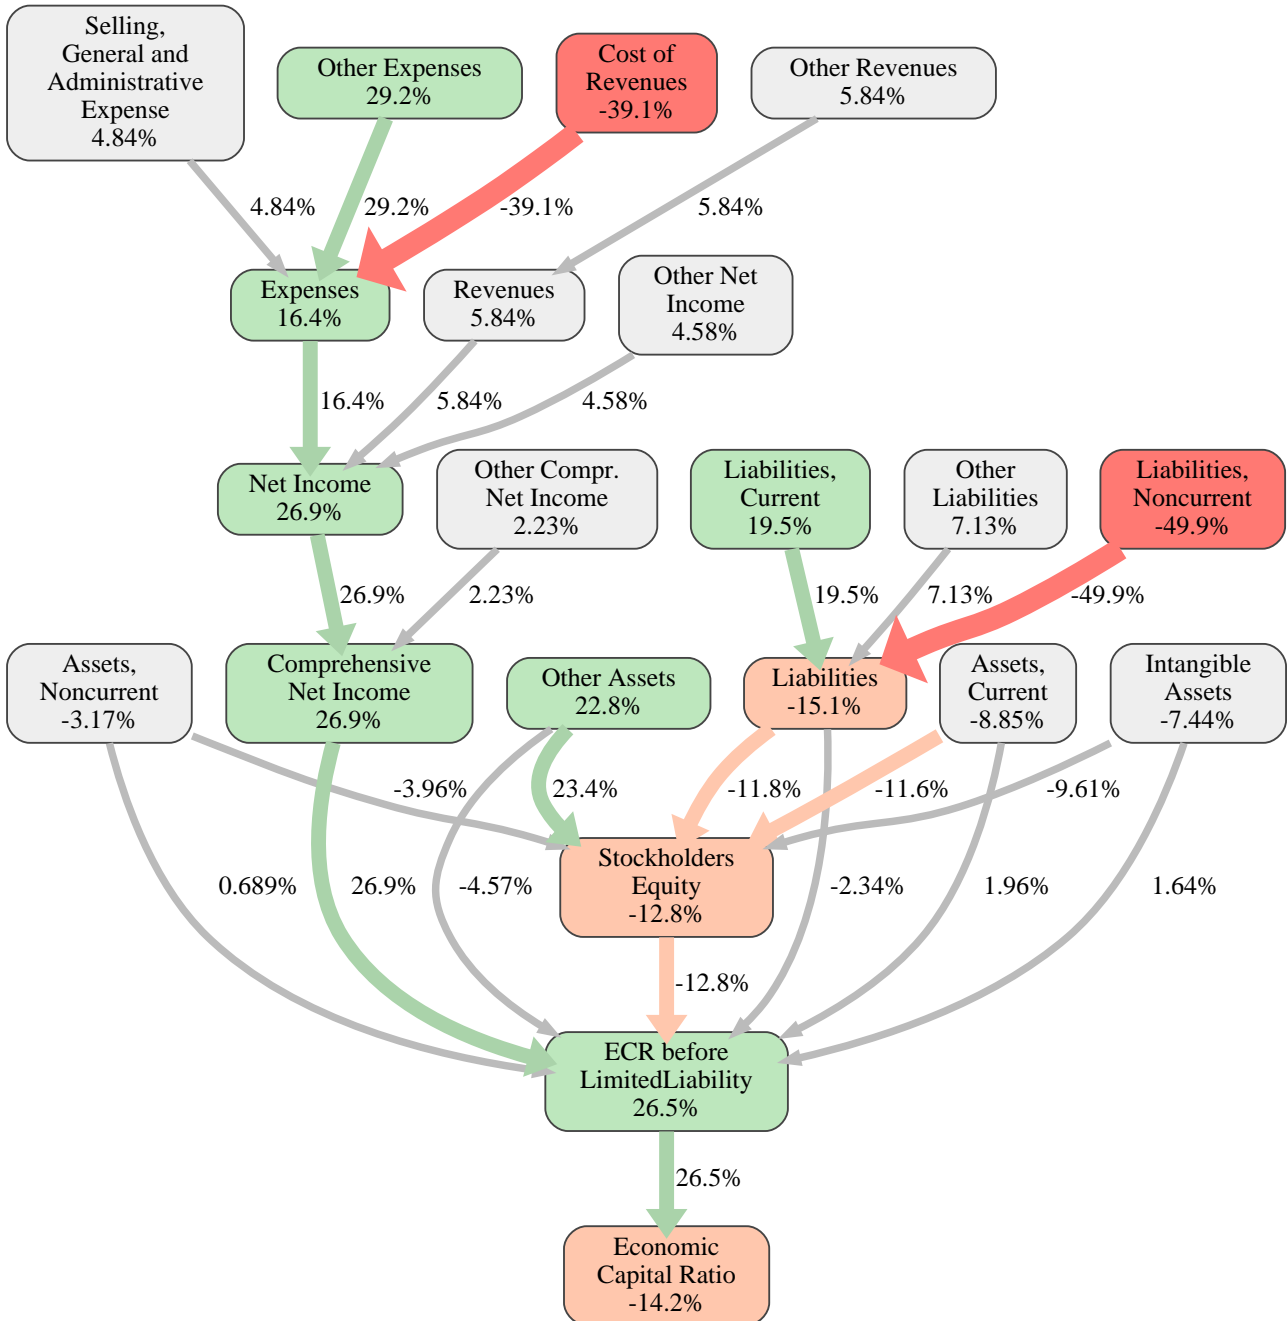 Selling,
General and
Administrative
Expense
4.84%
Other Expenses
29.2%
Cost of
Revenues
-39.1%
Other Revenues
5.84%
4.84%
29.2%
-39.1%
5.84%
Expenses
16.4%
Revenues
5.84%
Other Net
Income
4.58%
16.4%
5.84%
4.58%
Net Income
26.9%
Other Compr.
Net Income
2.23%
Liabilities,
Current
19.5%
Other
Liabilities
7.13%
Liabilities,
Noncurrent
-49.9%
26.9%
2.23%
19.5%
7.13%
-49.9%
Assets,
Noncurrent
-3.17%
Comprehensive
Net Income
26.9%
Other Assets
22.8%
Liabilities
-15.1%
Assets,
Current
-8.85%
Intangible
Assets
-7.44%
-3.96%
23.4%
-11.8%
-11.6%
-9.61%
Stockholders
Equity
-12.8%
0.689%
26.9%
-4.57%
-2.34%
1.96%
1.64%
-12.8%
ECR before
LimitedLiability
26.5%
26.5%
Economic
Capital Ratio
-14.2%